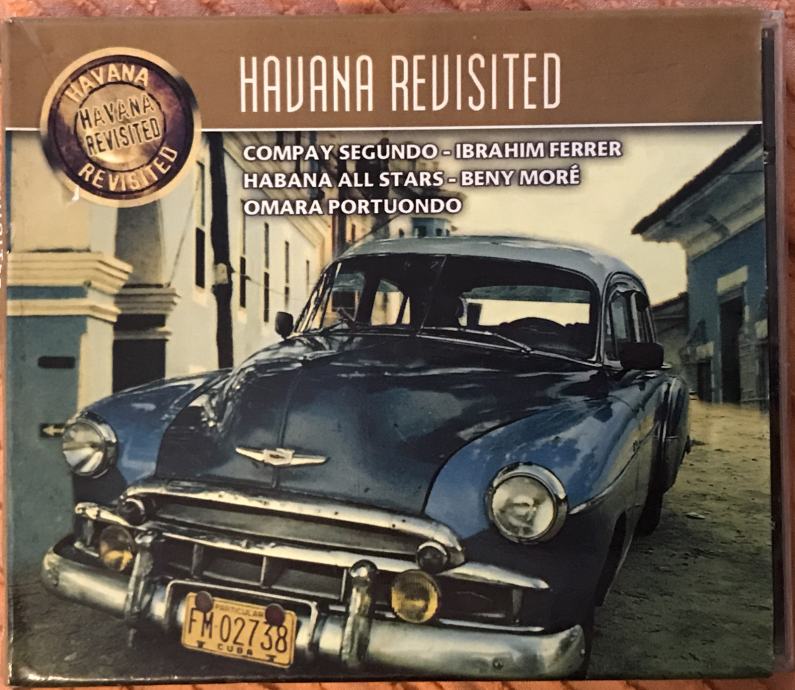 HAVANA
HAVANA
REVISITED
REVISITED
HAVANA REVISITED
COMPAY SEGUNDO - IBRAHIM FERRER
HABANA ALL STARS - BENY MORÉ
OMARA PORTUONDO
PARTICULAR
FM·02738
CUBA